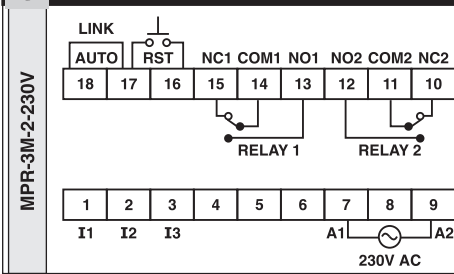 MPR-3M-2-230V
LINK
AUTO RST NC1 COM1 NO1 NO2 COM2 NC2
18 17 16 15 14 13 12 11 10
RELAY 1 RELAY 2
1 2 3 4 5 6 7 8 9
I1 I2 I3 A1 A2
230V AC